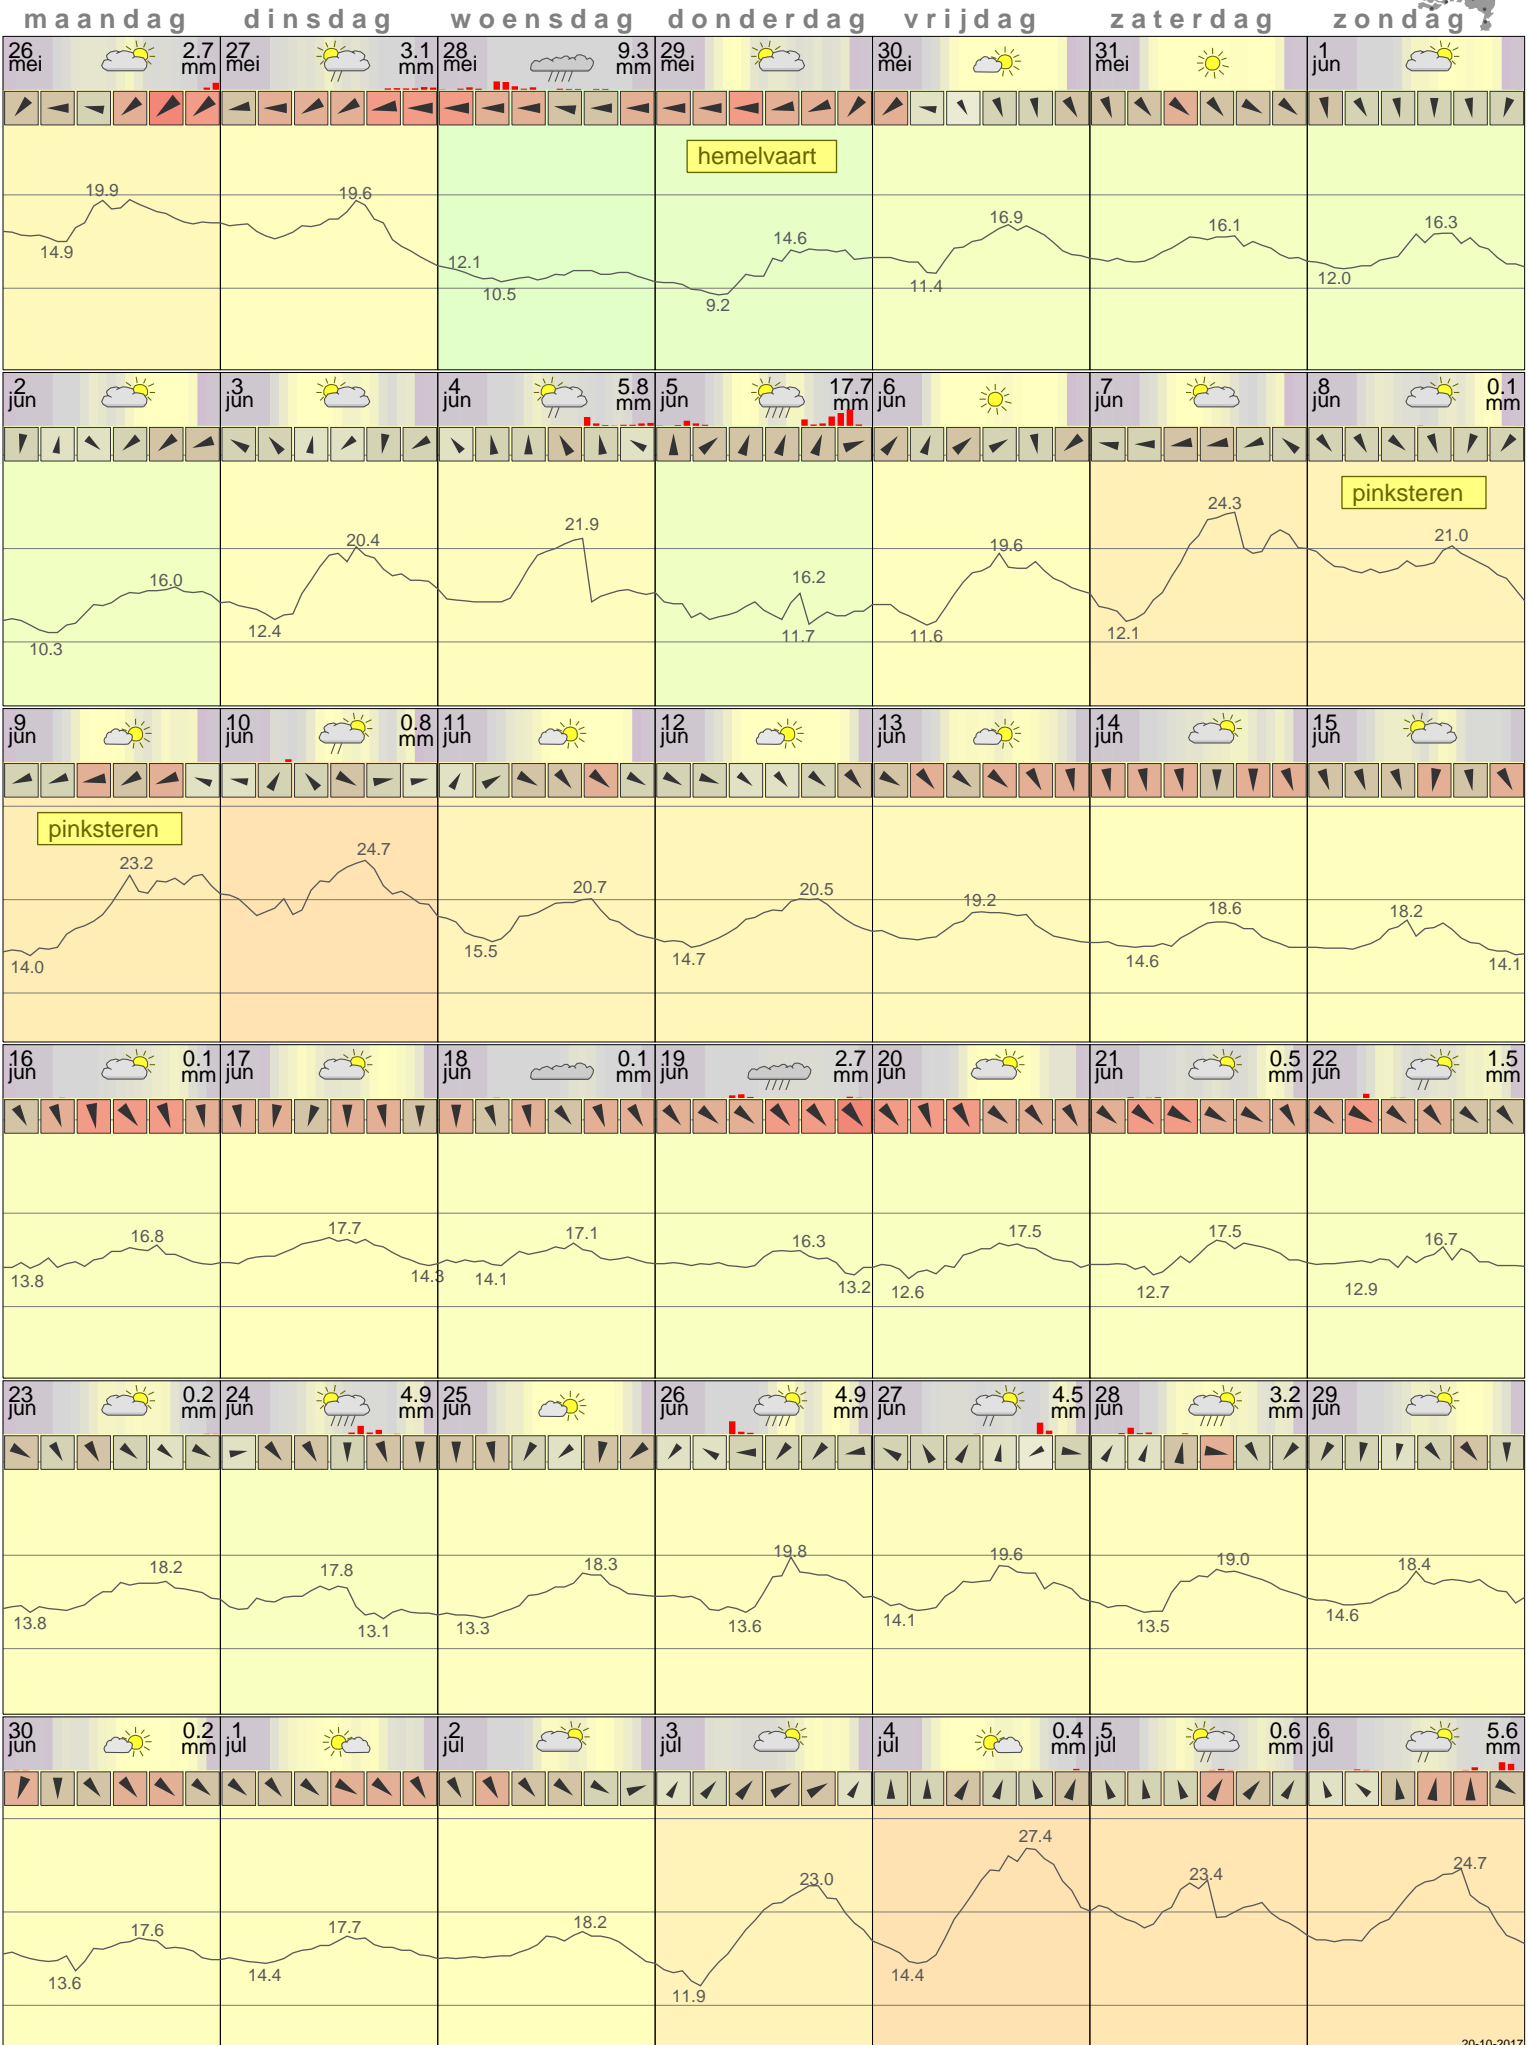 maandag dinsdag woensdag donderdag vrijdag zaterdag zondag
26 2.7 27 3.1 28 9.3 29 30 31 1
mei mm mei mm mei mm mei mei mei jun
hemelvaart
19.9 19.6 12.1 14.6 16.9 16.1 16.3
14.9 10.5 9.2 11.4 12.0
2 3 4 5.8 5 17.7 6 7 8 0.1
jun jun jun mm jun mm jun jun jun mm
pinksteren
16.0 20.4 21.9 16.2 19.6 24.3 21.0
10.3 12.4 11.7 11.6 12.1
9 10 0.8 11 12 13 14 15
jun jun mm jun jun jun jun jun
pinksteren
23.2 24.7 20.7 20.5 19.2 18.6 18.2
14.0 15.5 14.7 14.6 14.1
16 0.1 17 18 0.1 19 2.7 20 21 0.5 22 1.5
jun mm jun jun mm jun mm jun jun mm jun mm
16.8 17.7 17.1 16.3 17.5 17.5 16.7
13.8 14.3 14.1 13.2 12.6 12.7 12.9
23 0.2 24 4.9 25 26 4.9 27 4.5 28 3.2 29
jun mm jun mm jun jun mm jun mm jun mm jun
18.2 17.8 18.3 19.8 19.6 19.0 18.4
13.8 13.1 13.3 13.6 14.1 13.5 14.6
30 0.2 1 2 3 4 0.4 5 0.6 6 5.6
jun mm jul jul jul jul mm jul mm jul mm
17.6 17.7 18.2 23.0 27.4 23.4 24.7
13.6 14.4 11.9 14.4
20-10-2017